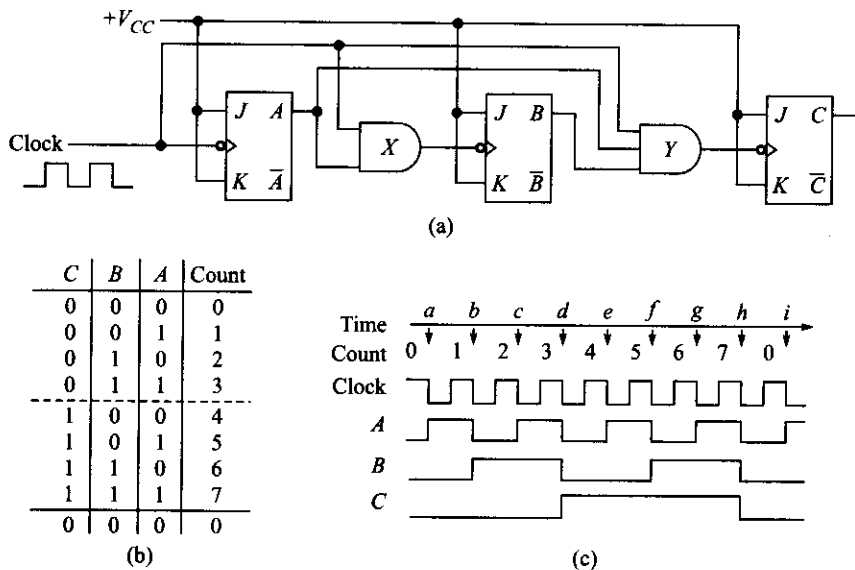 +V_CC
J A J B J C
Clock X Y
K A̅ K B̅ K C̅
(a)
C B A Count
0 0 0 0
0 0 1 1
0 1 0 2
0 1 1 3
1 0 0 4
1 0 1 5
1 1 0 6
1 1 1 7
0 0 0 0
(b)
a b c d e f g h i
Time
Count 0 1 2 3 4 5 6 7 0
Clock
A
B
C
(c)